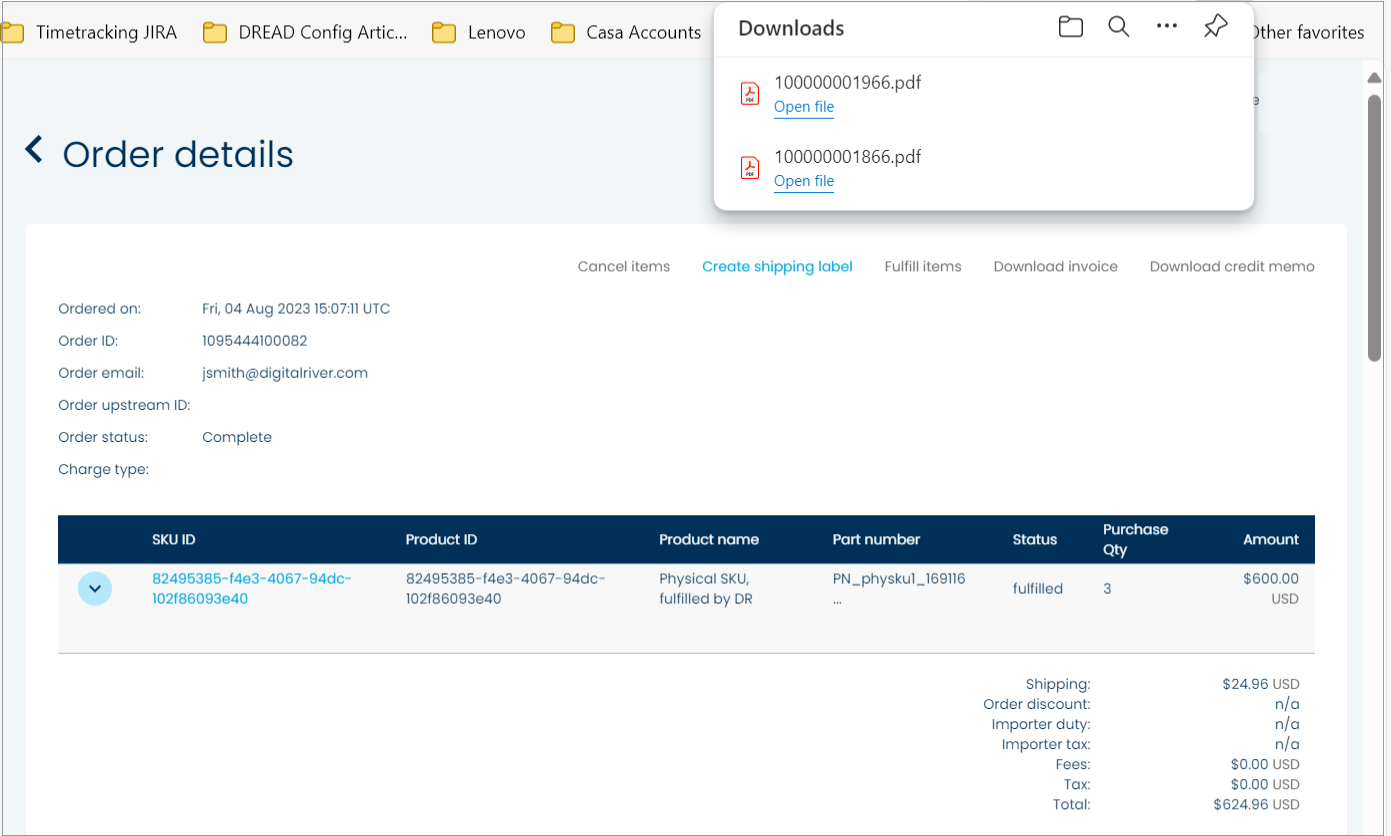 Timetracking JIRA
DREAD Config Artic...
Lenovo
Casa Accounts
Other favorites
Downloads
100000001966.pdf
Open file
100000001866.pdf
Open file
Order details
Cancel items Create shipping label Fulfill items Download invoice Download credit memo
Ordered on: Fri, 04 Aug 2023 15:07:11 UTC
Order ID: 1095444100082
Order email: jsmith@digitalriver.com
Order upstream ID:
Order status: Complete
Charge type:
SKU ID Product ID Product name Part number Status Purchase Qty Amount
82495385-f4e3-4067-94dc- 82495385-f4e3-4067-94dc- Physical SKU, PN_physku1_169116 fulfilled 3 $600.00
102f86093e40 102f86093e40 fulfilled by DR ... USD
Shipping: $24.96 USD
Order discount: n/a
Importer duty: n/a
Importer tax: n/a
Fees: $0.00 USD
Tax: $0.00 USD
Total: $624.96 USD